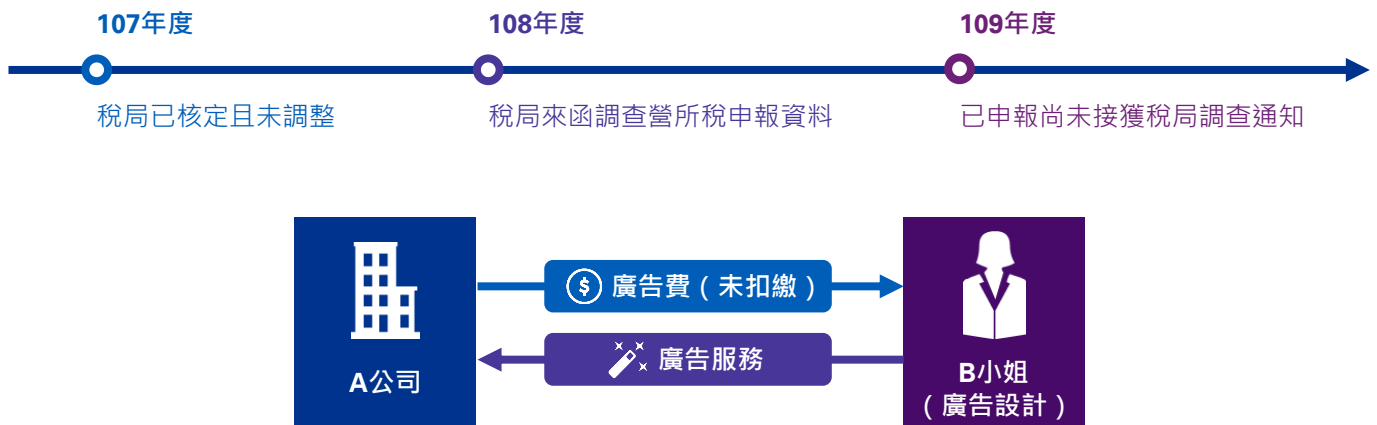 107年度
108年度
109年度
稅局已核定且未調整
稅局來函調查營所稅申報資料
已申報尚未接獲稅局調查通知
廣告費（未扣繳）
廣告服務
A公司
B小姐
（廣告設計）